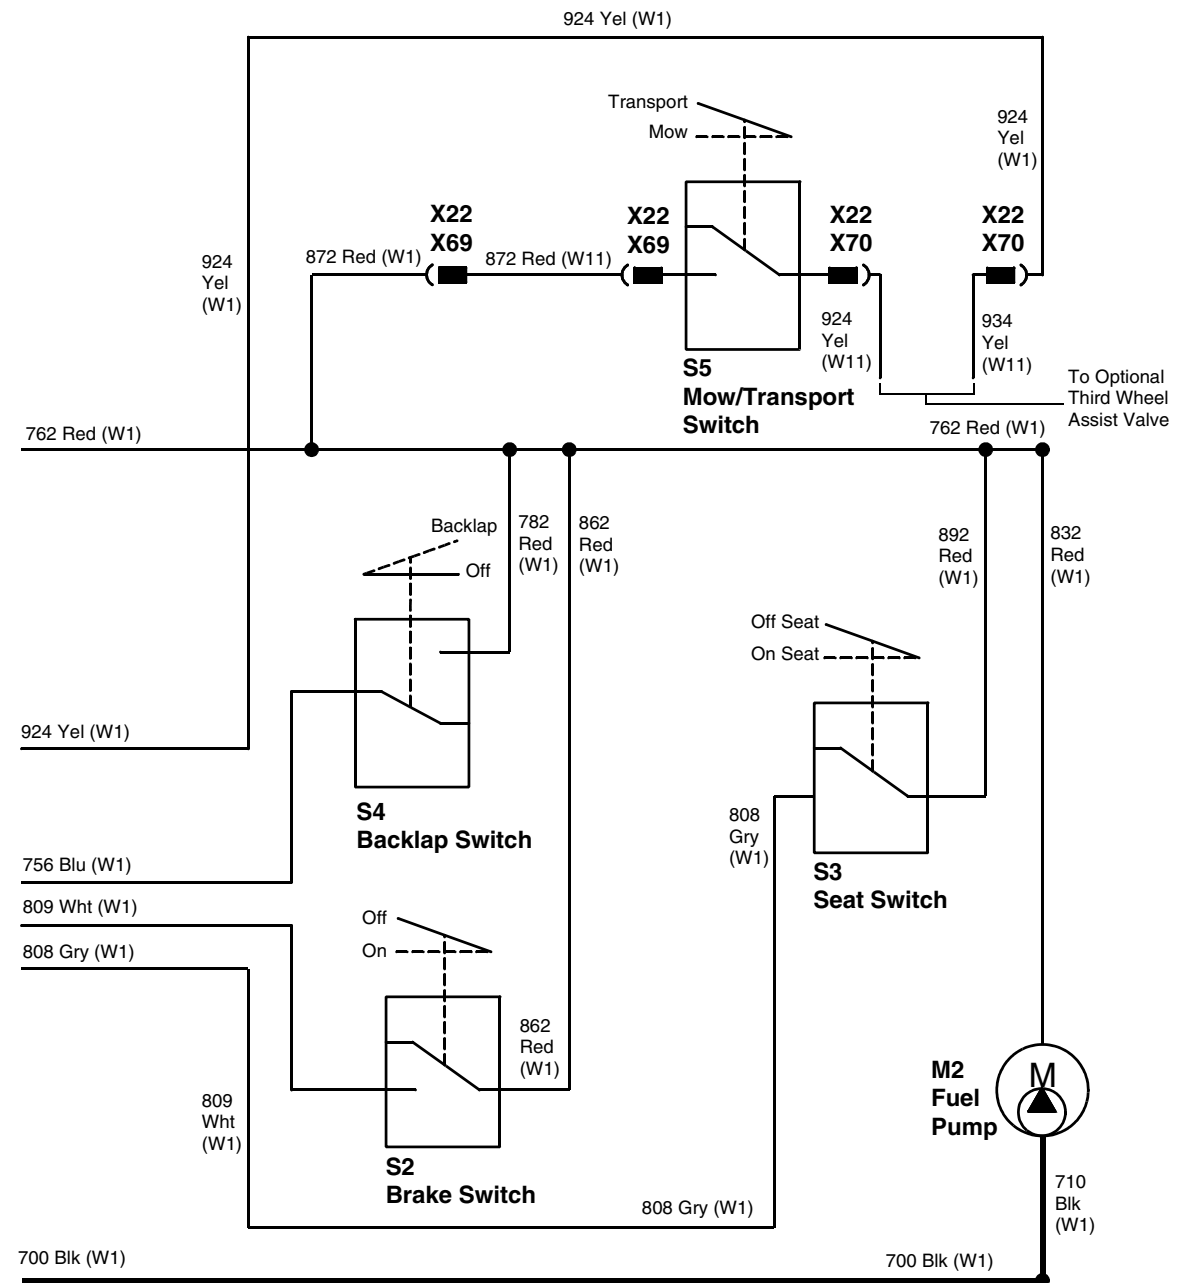 924 Yel (W1)
Transport
Mow
924
Yel
(W1)
X22
X69
X22
X69
X22
X70
X22
X70
872 Red (W1)
872 Red (W11)
924
Yel
(W1)
924
Yel
(W11)
934
Yel
(W11)
S5
Mow/Transport
Switch
To Optional
Third Wheel
Assist Valve
762 Red (W1)
762 Red (W1)
Backlap
Off
782
Red
(W1)
862
Red
(W1)
892
Red
(W1)
832
Red
(W1)
Off Seat
On Seat
924 Yel (W1)
S4
Backlap Switch
808
Gry
(W1)
756 Blu (W1)
S3
Seat Switch
809 Wht (W1)
Off
On
808 Gry (W1)
862
Red
(W1)
M2
Fuel
Pump
M
809
Wht
(W1)
S2
Brake Switch
710
Blk
(W1)
808 Gry (W1)
700 Blk (W1)
700 Blk (W1)